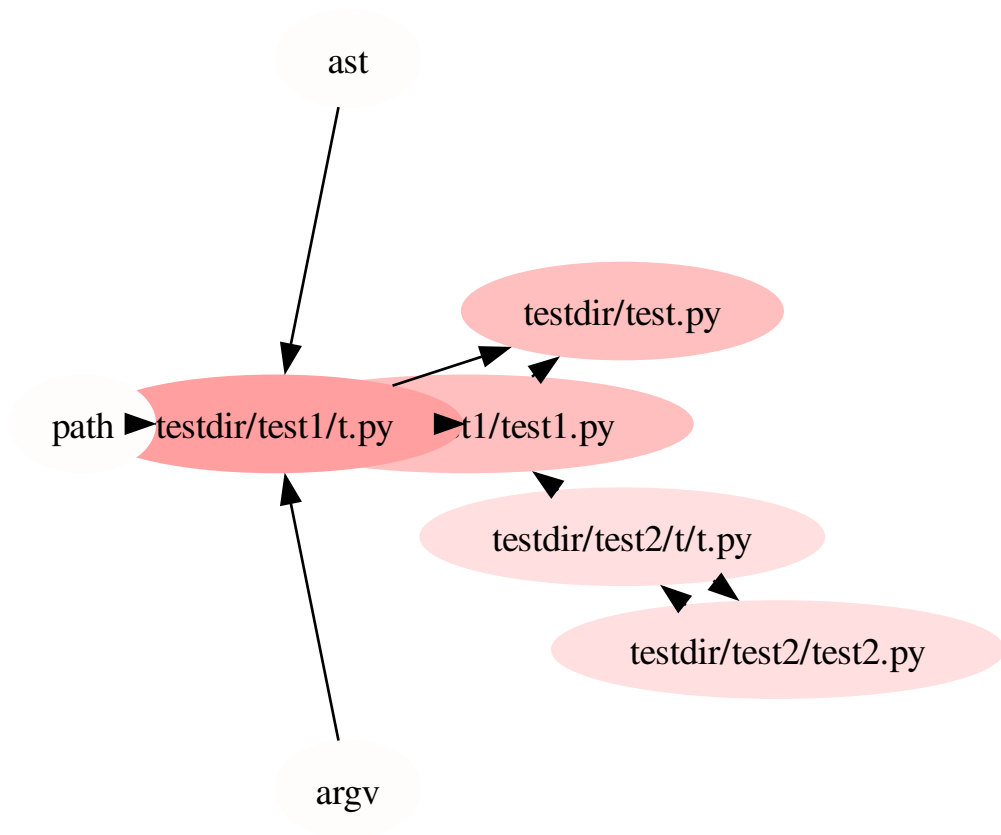 ast
testdir/test.py
path
testdir/test1/t.py
t1/test1.py
testdir/test2/t/t.py
testdir/test2/test2.py
argv